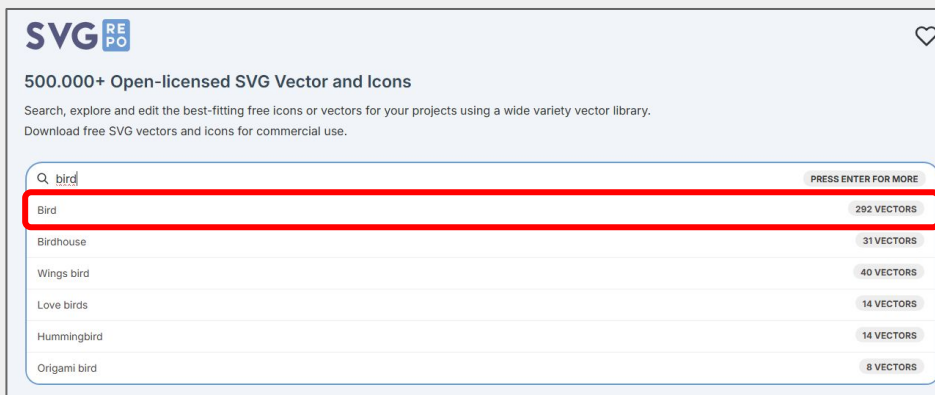 SVG REPO
500.000+ Open-licensed SVG Vector and Icons
Search, explore and edit the best-fitting free icons or vectors for your projects using a wide variety vector library.
Download free SVG vectors and icons for commercial use.
bird PRESS ENTER FOR MORE
Bird 292 VECTORS
Birdhouse 31 VECTORS
Wings bird 40 VECTORS
Love birds 14 VECTORS
Hummingbird 14 VECTORS
Origami bird 8 VECTORS